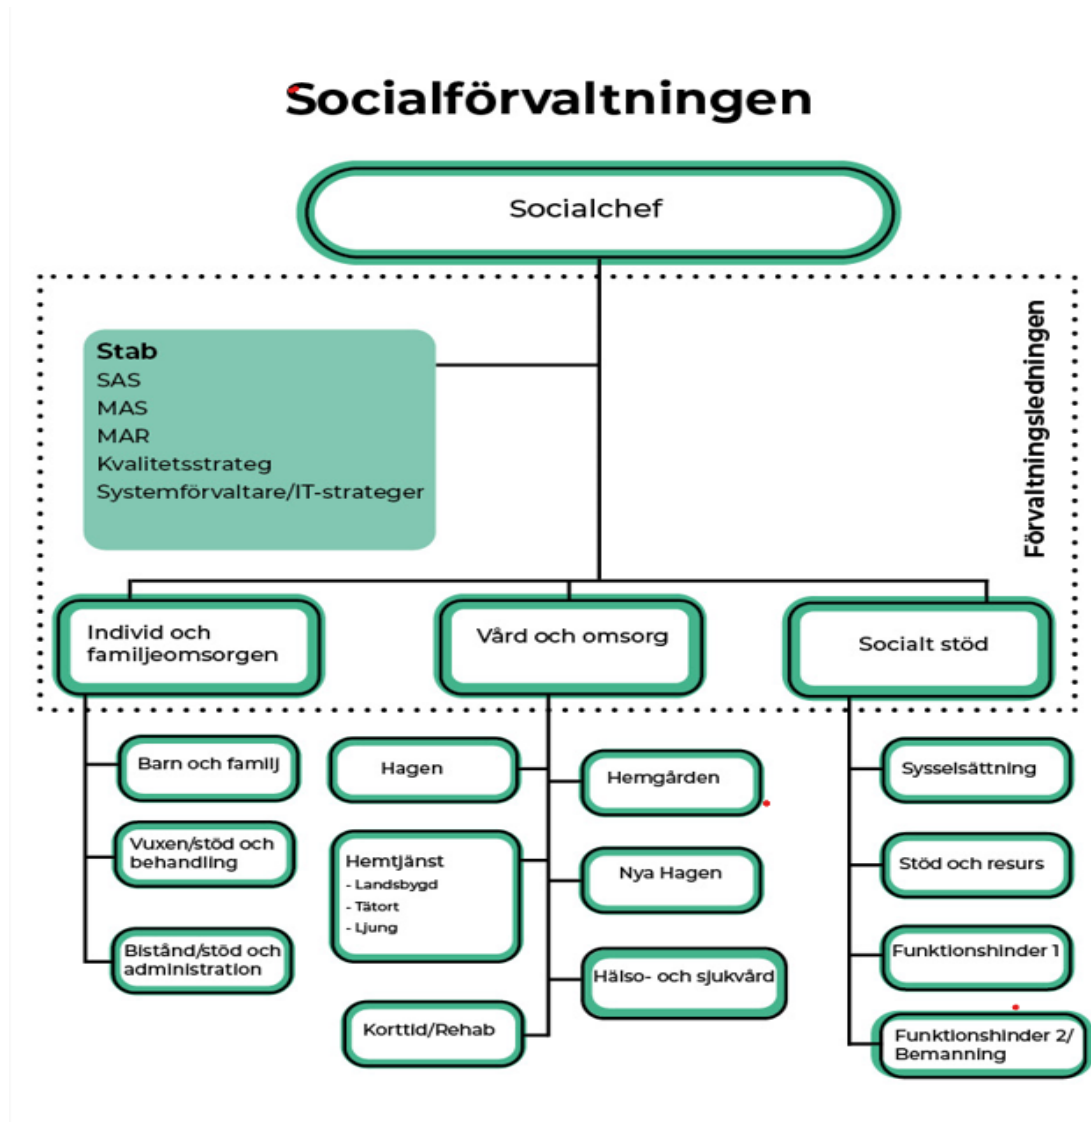 Socialförvaltningen
Socialchef
Förvaltningsledningen
Stab
SAS
MAS
MAR
Kvalitetsstrateg
Systemförvaltare/IT-strateger
Individ och
familjeomsorgen
Vård och omsorg
Socialt stöd
Barn och familj
Vuxen/stöd och
behandling
Bistånd/stöd och
administration
Hagen
Hemtjänst
- Landsbygd
- Tätort
- Ljung
Korttid/Rehab
Hemgården
Nya Hagen
Hälso- och sjukvård
Sysselsättning
Stöd och resurs
Funktionshinder 1
Funktionshinder 2/
Bemanning